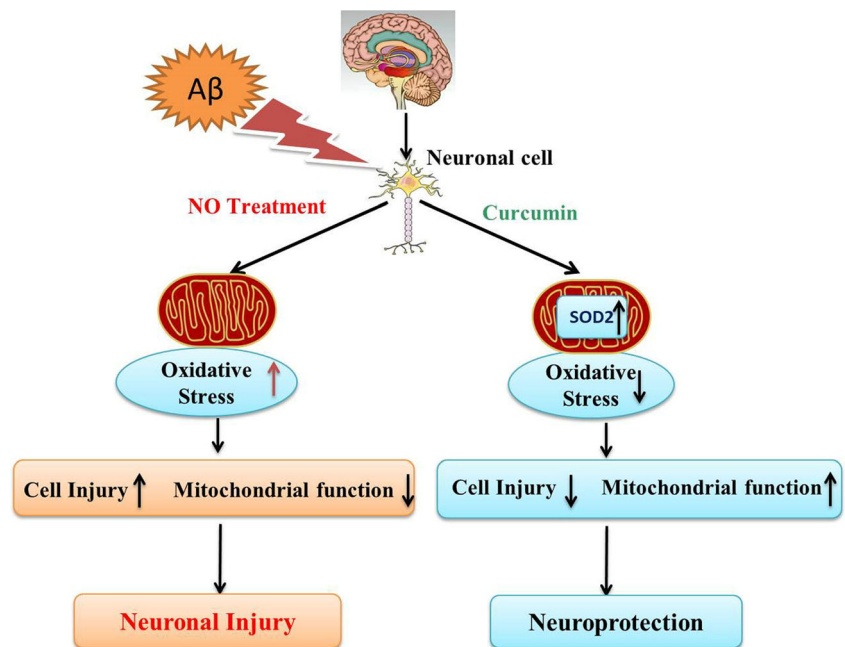 Aβ
Neuronal cell
NO Treatment
Curcumin
SOD2
Oxidative
Stress
Oxidative
Stress
Cell Injury Mitochondrial function
Cell Injury Mitochondrial function
Neuronal Injury
Neuroprotection